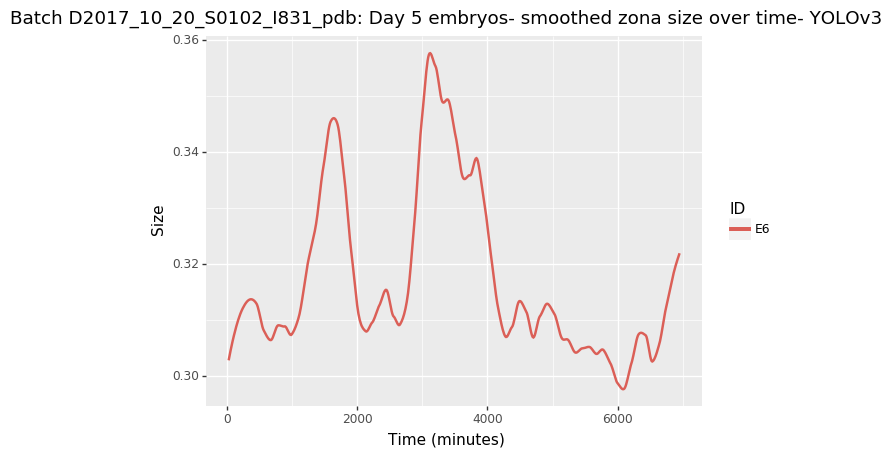 Batch D2017_10_20_S0102_I831_pdb: Day 5 embryos- smoothed zona size over time- YOLOv3
0.36
0.34
0.32
0.30
Size
0
2000
4000
6000
Time (minutes)
ID
E6